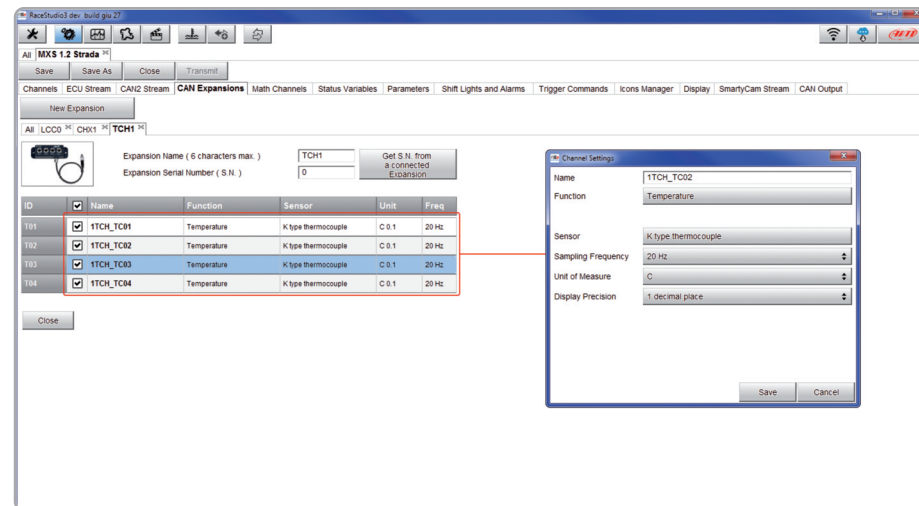 RaceStudio3 dev build giu 27
AiM
All MXS 1.2 Strada
Save Save As Close Transmit
Channels ECU Stream CAN2 Stream CAN Expansions Math Channels Status Variables Parameters Shift Lights and Alarms Trigger Commands Icons Manager Display SmartyCam Stream CAN Output
New Expansion
All LCC0 CHX1 TCH1
Expansion Name ( 6 characters max. ) TCH1
Expansion Serial Number ( S.N. ) 0
Get S.N. from
a connected
Expansion
ID Name Function Sensor Unit Freq
T01 1TCH_TC01 Temperature K type thermocouple C 0.1 20 Hz
T02 1TCH_TC02 Temperature K type thermocouple C 0.1 20 Hz
T03 1TCH_TC03 Temperature K type thermocouple C 0.1 20 Hz
T04 1TCH_TC04 Temperature K type thermocouple C 0.1 20 Hz
Close
Channel Settings
Name 1TCH_TC02
Function Temperature
Sensor K type thermocouple
Sampling Frequency 20 Hz
Unit of Measure C
Display Precision 1 decimal place
Save Cancel